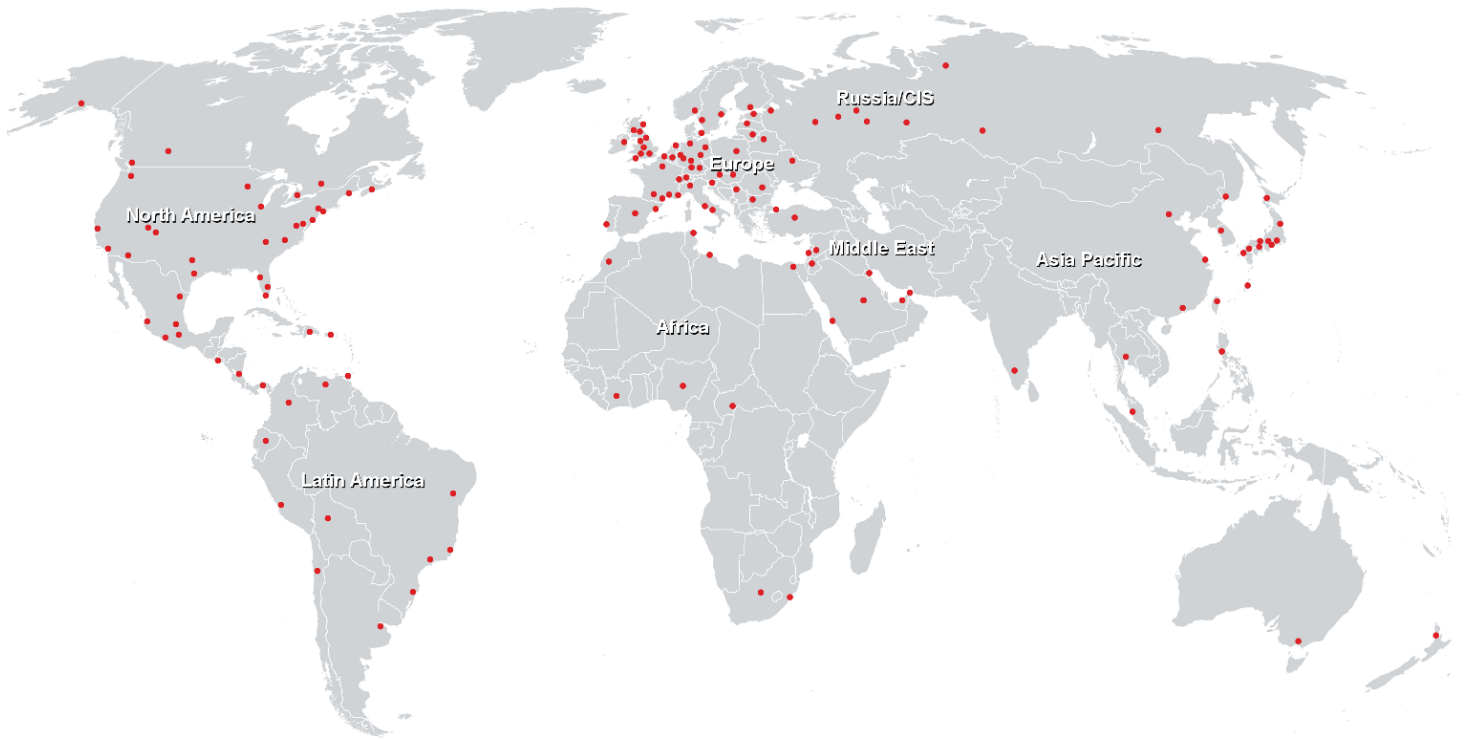 Russia/CIS
Europe
North America
Middle East
Asia Pacific
Africa
Latin America